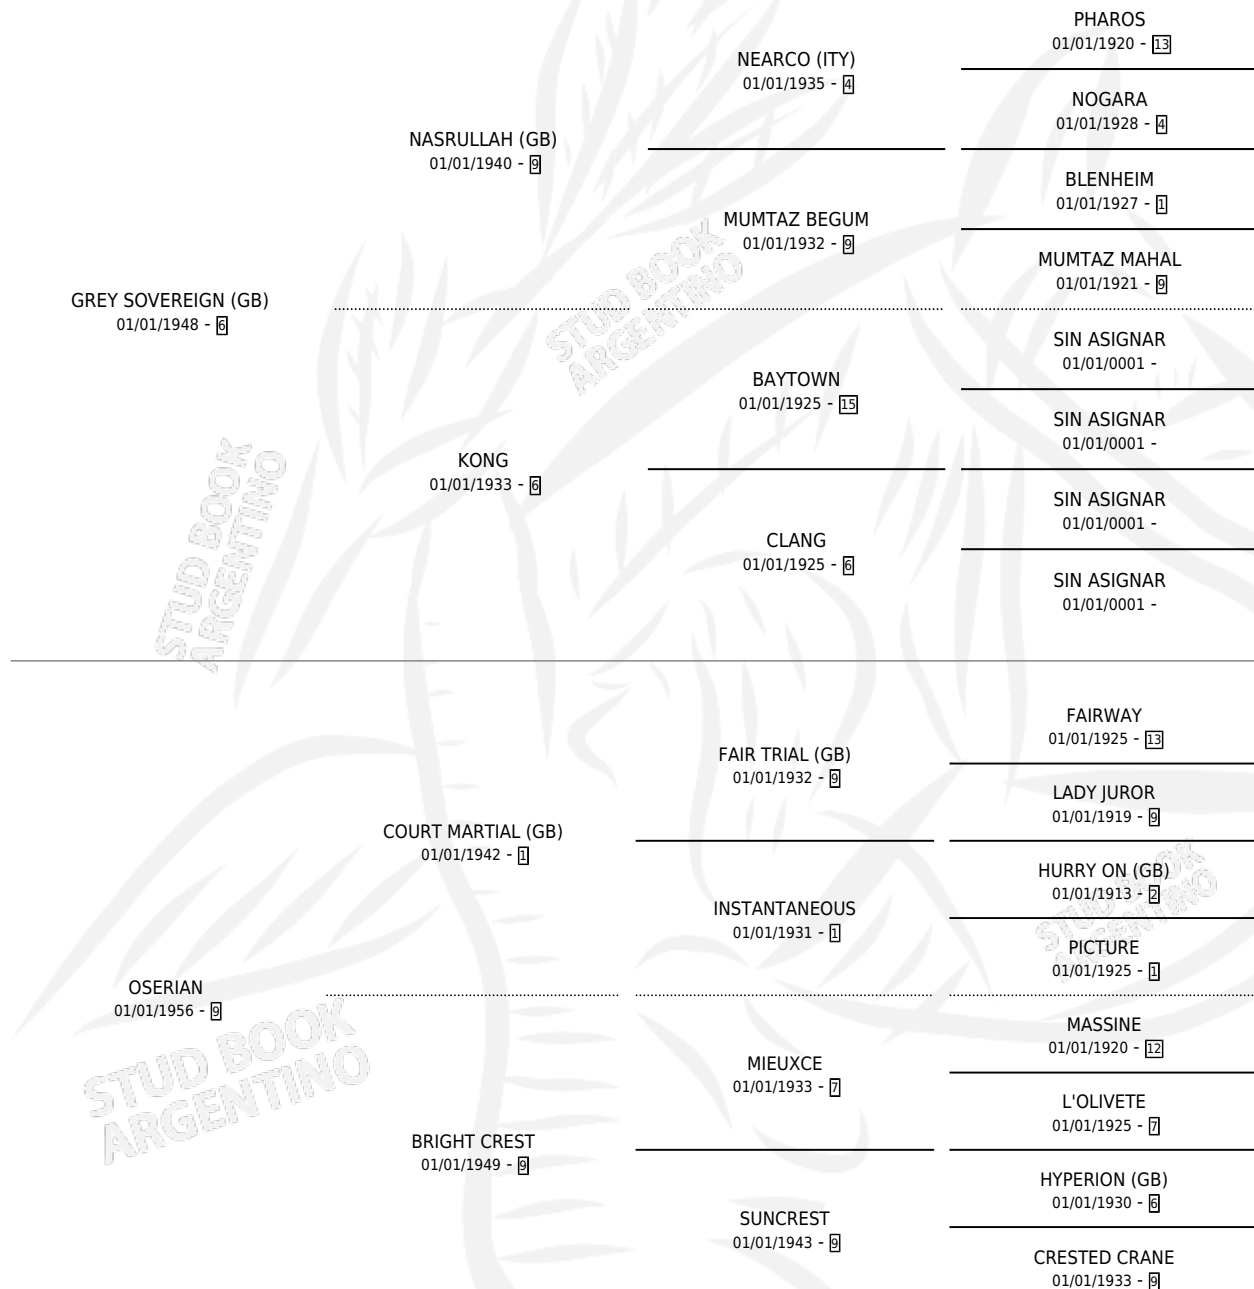 PHAROS
01/01/1920 - 13
NEARCO (ITY)
01/01/1935 - 4
NOGARA
01/01/1928 - 4
NASRULLAH (GB)
01/01/1940 - 9
BLENHEIM
01/01/1927 - 1
MUMTAZ BEGUM
01/01/1932 - 9
MUMTAZ MAHAL
01/01/1921 - 9
GREY SOVEREIGN (GB)
01/01/1948 - 6
SIN ASIGNAR
01/01/0001 -
BAYTOWN
01/01/1925 - 15
SIN ASIGNAR
01/01/0001 -
KONG
01/01/1933 - 6
SIN ASIGNAR
01/01/0001 -
CLANG
01/01/1925 - 6
SIN ASIGNAR
01/01/0001 -
STUD BOOK
ARGENTINO
STUD BOOK
ARGENTINO
FAIRWAY
01/01/1925 - 13
FAIR TRIAL (GB)
01/01/1932 - 9
LADY JUROR
01/01/1919 - 9
COURT MARTIAL (GB)
01/01/1942 - 1
HURRY ON (GB)
01/01/1913 - 2
INSTANTANEOUS
01/01/1931 - 1
PICTURE
01/01/1925 - 1
OSERIAN
01/01/1956 - 9
MASSINE
01/01/1920 - 12
MIEUXCE
01/01/1933 - 7
L'OLIVETE
01/01/1925 - 7
BRIGHT CREST
01/01/1949 - 9
HYPERION (GB)
01/01/1930 - 6
SUNCREST
01/01/1943 - 9
CRESTED CRANE
01/01/1933 - 9
STUD BOOK
ARGENTINO
STUD BOOK
ARGENTINO